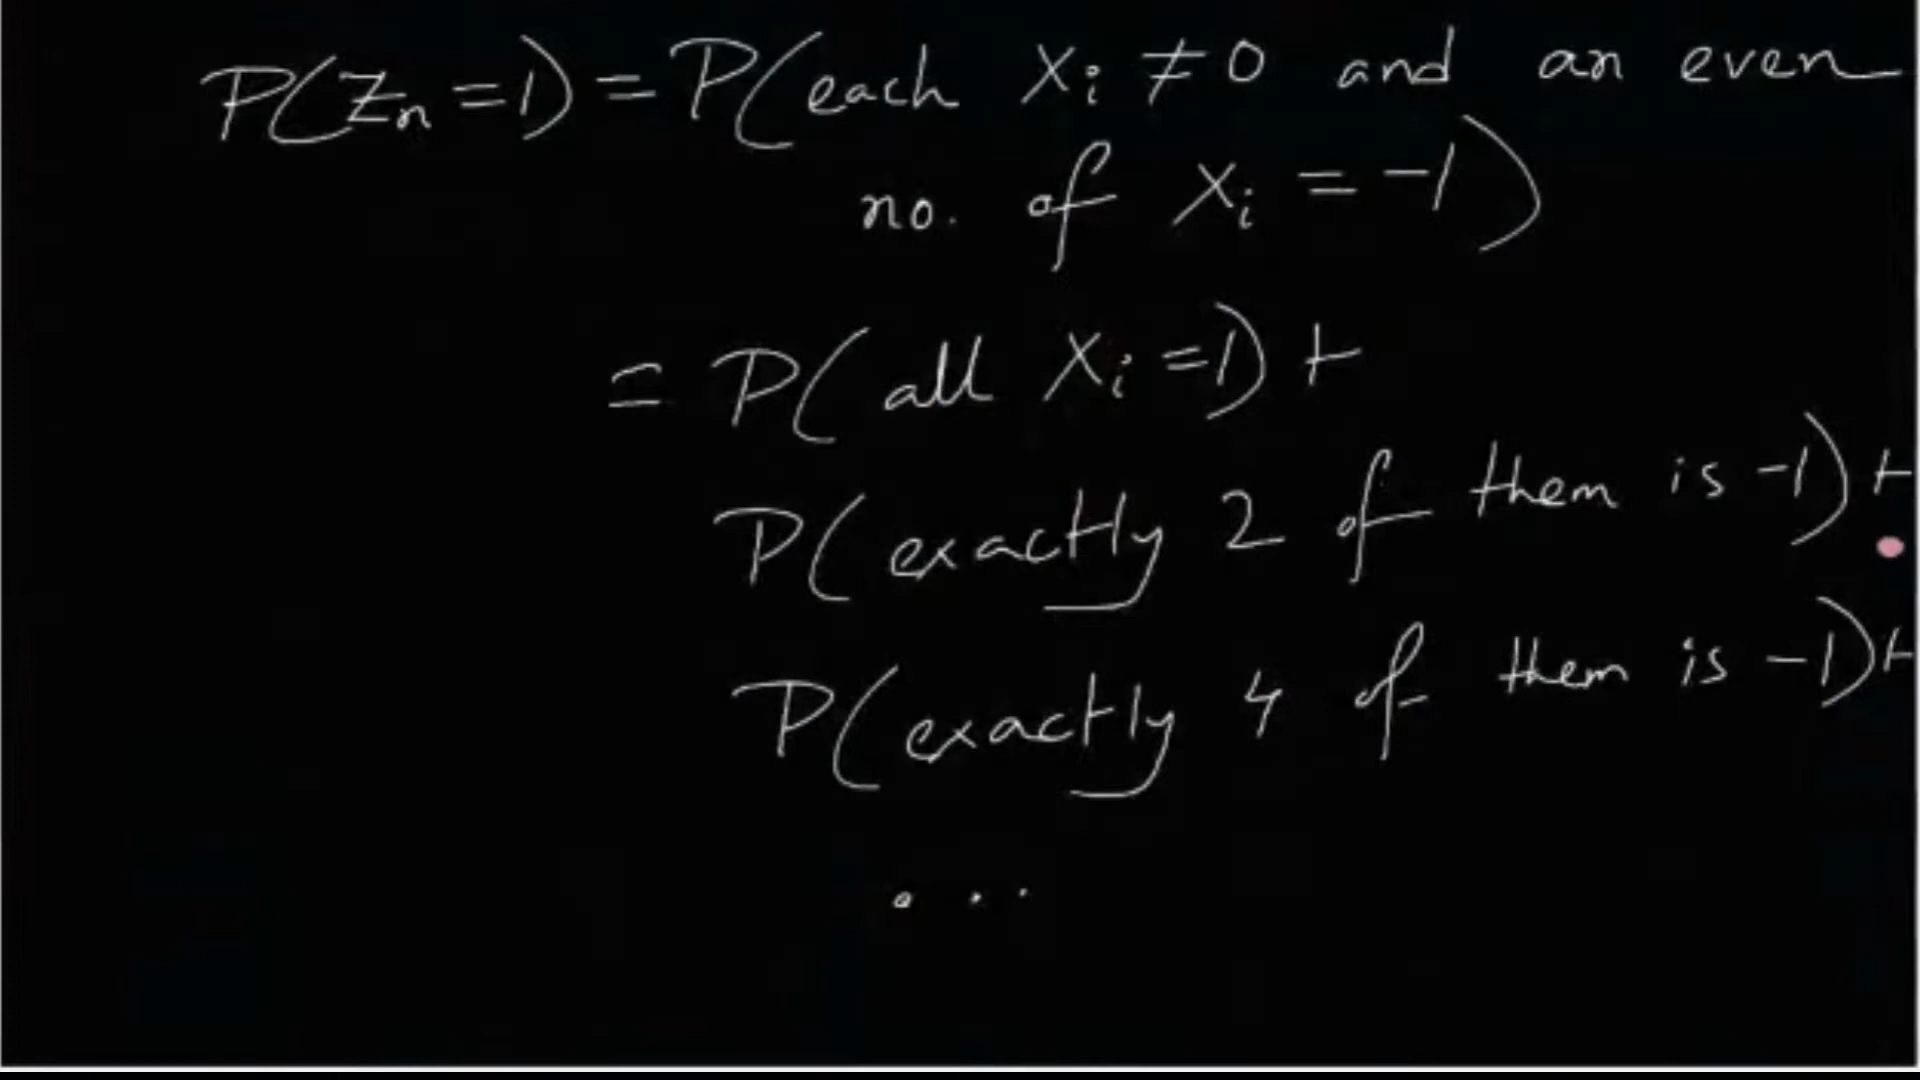 P(Zn = 1) = P(each Xi ≠ 0 and an even
no. of Xi = -1)
= P(all Xi = 1) +
P(exactly 2 of them is -1) +
P(exactly 4 of them is -1) +
...